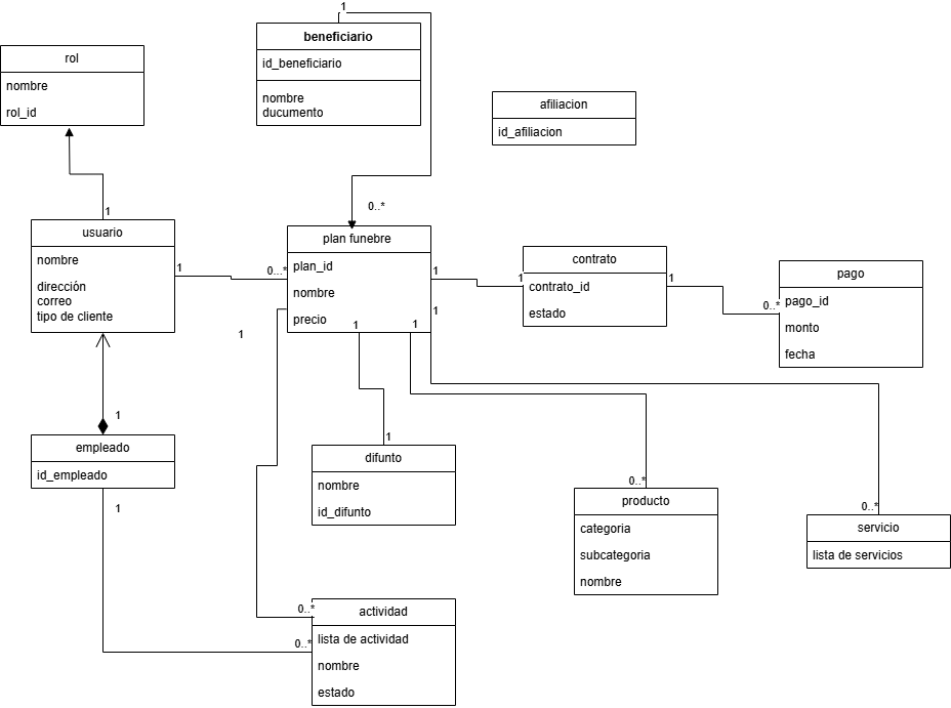 1
beneficiario
id_beneficiario
nombre
ducumento
rol
nombre
rol_id
afiliacion
id_afiliacion
0..*
1
usuario
nombre
dirección
correo
tipo de cliente
1
0...*
plan funebre
plan_id
nombre
precio
1
1
contrato
contrato_id
estado
1
0..*
pago
pago_id
monto
fecha
1
1
1
1
1
empleado
id_empleado
1
1
difunto
nombre
id_difunto
0..*
producto
categoria
subcategoria
nombre
0..*
servicio
lista de servicios
0..*
0..*
actividad
lista de actividad
nombre
estado